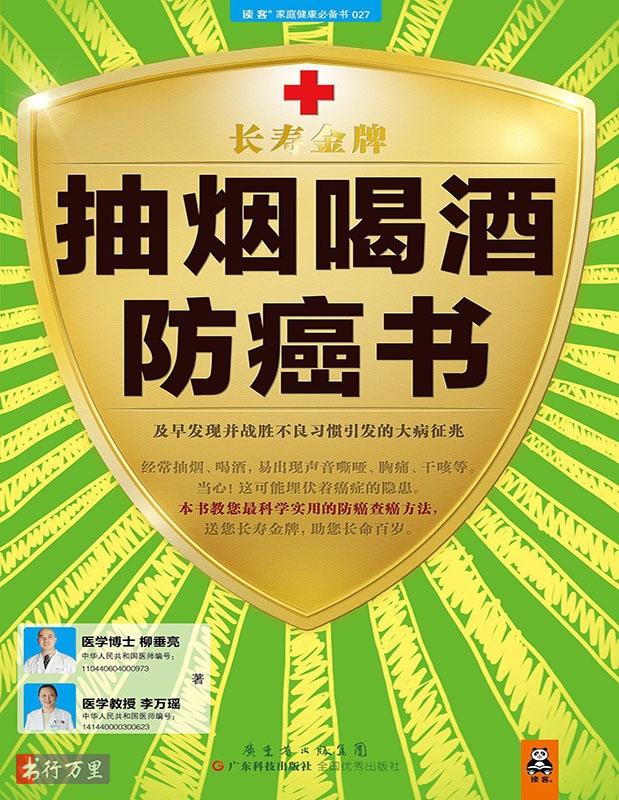 读客® 家庭健康必备书 027
长寿金牌
抽烟喝酒
防癌书
及早发现并战胜不良习惯引发的大病征兆
经常抽烟、喝酒，易出现声音嘶哑、胸痛、干咳等。
当心！这可能埋伏着癌症的隐患。
本书教您最科学实用的防癌查癌方法，
送您长寿金牌，助您长命百岁。
医学博士 柳垂亮
中华人民共和国医师编号：
110440604000973
医学教授 李万瑶
中华人民共和国医师编号：
141440000300623
著
书行万里
广东省出版集团
广东科技出版社 全国优秀出版社
读客®